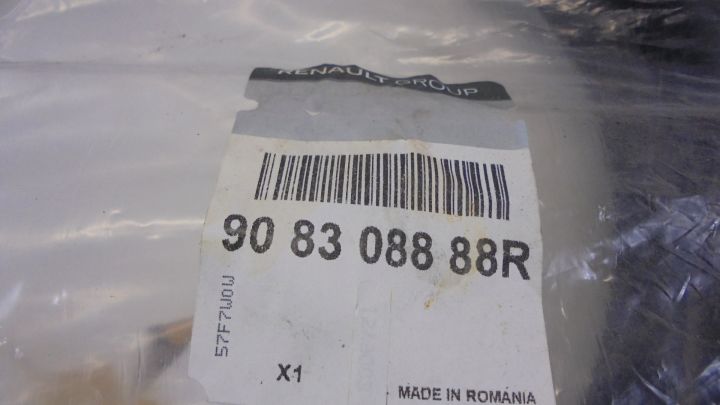 RENAULT GROUP
90 83 088 88R
57F7W0W
X1
MADE IN ROMANIA